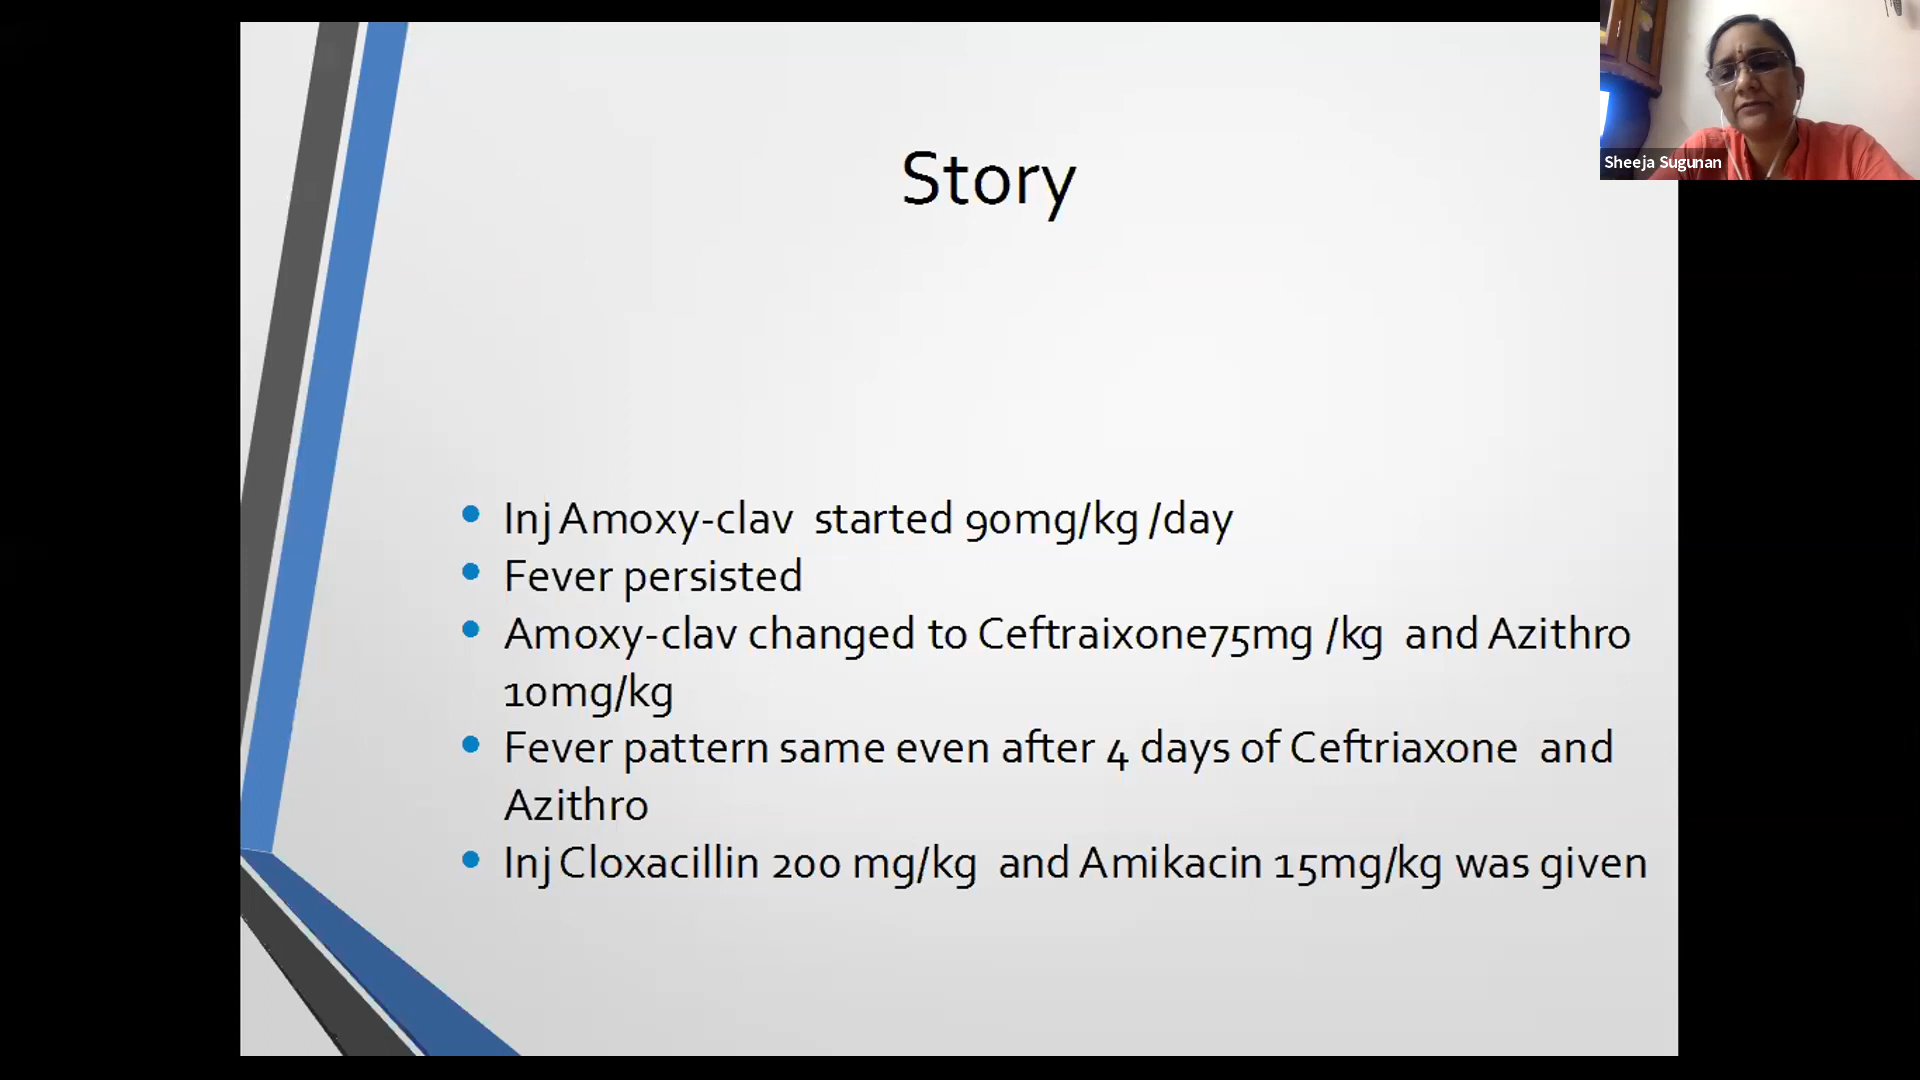 Story
Sheeja Sugunan
• Inj Amoxy-clav started 90mg/kg /day
• Fever persisted
• Amoxy-clav changed to Ceftraixone75mg /kg and Azithro
10mg/kg
• Fever pattern same even after 4 days of Ceftriaxone and
Azithro
• Inj Cloxacillin 200 mg/kg and Amikacin 15mg/kg was given